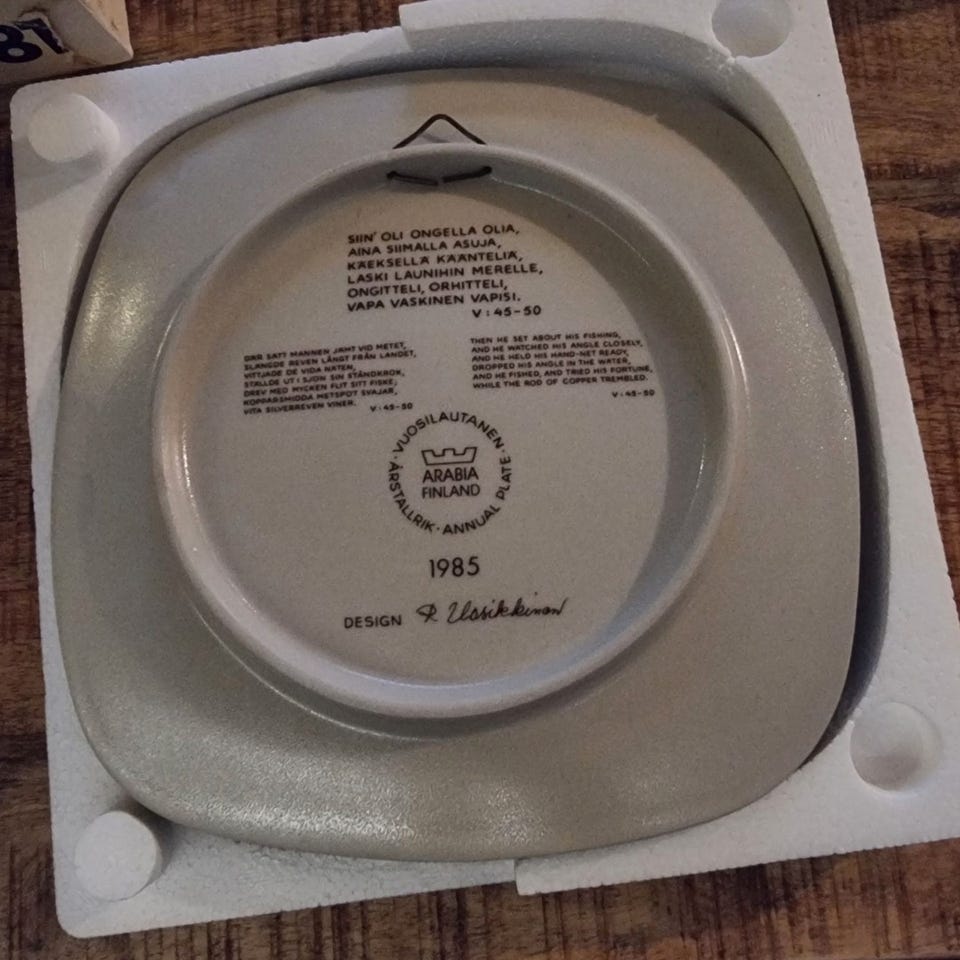 81
SIIN' OLI ONGELLA OLIA,
AINA SIIMALLA ASUJA,
KÄEKSELLÄ KÄÄNTELIÄ,
LASKI LAUNIHIN MERELLE,
ONGITTELI, ORHITTELI,
VAPA VASKINEN VAPISI.
V:45-50
DÄR SATT MANNEN JÄMT VID METET,
SLÄNGDE REVEN LÅNGT FRÅN LANDET,
VITTJADE DE VIDA NÄTEN,
STÄLLDE UT I SJÖN SIN STÅNDKROK,
DREV MED MYCKEN FLIT SITT FISKE;
KOPPARSMIDDA METSPÖT SVAJAR,
VITA SILVERREVEN VINER.
V:45-50
THEN HE SET ABOUT HIS FISHING,
AND HE WATCHED HIS ANGLE CLOSELY,
AND HE HELD HIS HAND-NET READY,
DROPPED HIS ANGLE IN THE WATER,
AND HE FISHED, AND TRIED HIS FORTUNE,
WHILE THE ROD OF COPPER TREMBLED.
V:45-50
· VUOSILAUTANEN ·
ARABIA
FINLAND
ÅRSTALLRIK · ANNUAL PLATE
1985
DESIGN R Uosikkinen